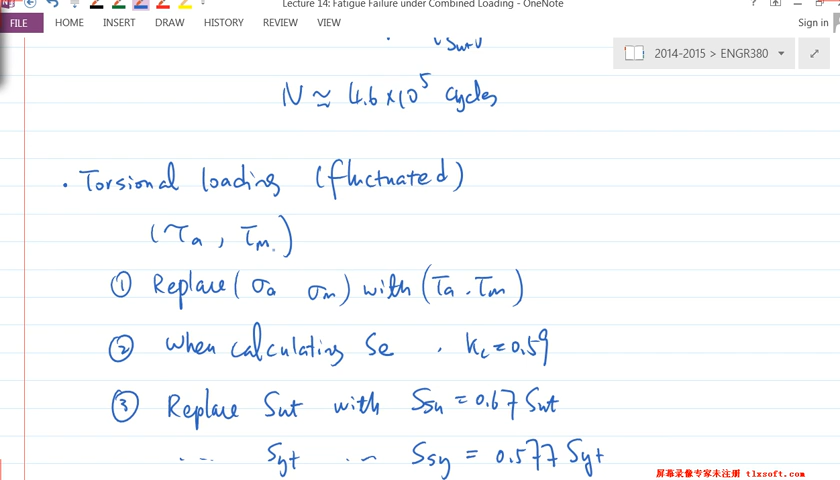 Lecture 14: Fatigue Failure under Combined Loading - OneNote
FILE HOME INSERT DRAW HISTORY REVIEW VIEW Sign in
2014-2015 > ENGR380
N ≈ 4.6 × 10⁵ cycles
• Torsional loading (fluctuated)
(τa, τm.)
① Replace (σa σm) with (τa. τm)
② When calculating Se . kc = 0.59
③ Replace Sut with Ssu = 0.67 Sut
... Syt ... Ssy = 0.577 Syt
屏幕录像专家未注册 tlxsoft.com